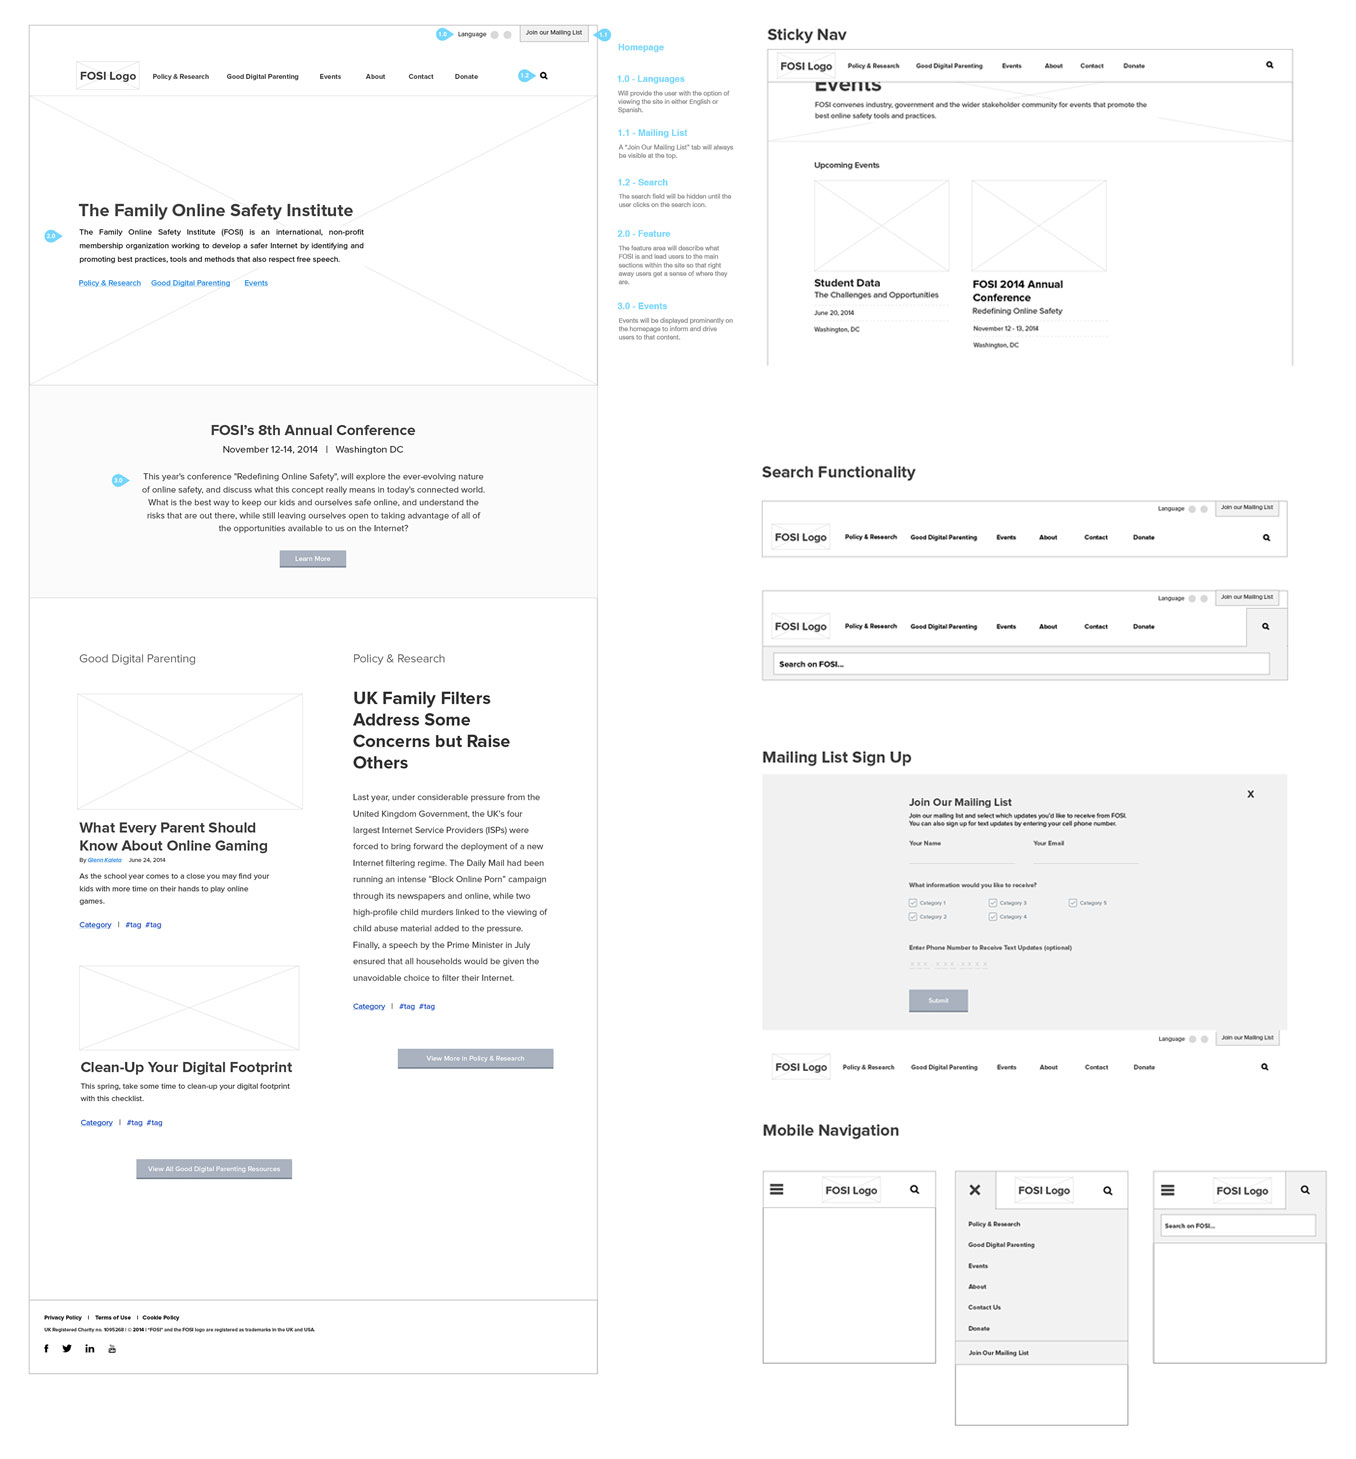 1.0
Language
Join our Mailing List
1.1
FOSI Logo
Policy & Research
Good Digital Parenting
Events
About
Contact
Donate
1.2
The Family Online Safety Institute
2.0
The Family Online Safety Institute (FOSI) is an international, non-profit
membership organization working to develop a safer Internet by identifying and
promoting best practices, tools and methods that also respect free speech.
Policy & Research
Good Digital Parenting
Events
FOSI's 8th Annual Conference
November 12-14, 2014 | Washington DC
3.0
This year's conference "Redefining Online Safety", will explore the ever-evolving nature
of online safety, and discuss what this concept really means in today's connected world.
What is the best way to keep our kids and ourselves safe online, and understand the
risks that are out there, while still leaving ourselves open to taking advantage of all of
the opportunities available to us on the Internet?
Learn More
Good Digital Parenting
What Every Parent Should
Know About Online Gaming
By Glenn Kaleta June 24, 2014
As the school year comes to a close you may find your
kids with more time on their hands to play online
games.
Category | #tag #tag
Clean-Up Your Digital Footprint
This spring, take some time to clean-up your digital footprint
with this checklist.
Category | #tag #tag
View All Good Digital Parenting Resources
Policy & Research
UK Family Filters
Address Some
Concerns but Raise
Others
Last year, under considerable pressure from the
United Kingdom Government, the UK's four
largest Internet Service Providers (ISPs) were
forced to bring forward the deployment of a new
Internet filtering regime. The Daily Mail had been
running an intense "Block Online Porn" campaign
through its newspapers and online, while two
high-profile child murders linked to the viewing of
child abuse material added to the pressure.
Finally, a speech by the Prime Minister in July
ensured that all households would be given the
unavoidable choice to filter their Internet.
Category | #tag #tag
View More in Policy & Research
Privacy Policy | Terms of Use | Cookie Policy
UK Registered Charity no. 1095268 | © 2014 | "FOSI" and the FOSI logo are registered as trademarks in the UK and USA.
Homepage
1.0 - Languages
Will provide the user with the option of
viewing the site in either English or
Spanish.
1.1 - Mailing List
A "Join Our Mailing List" tab will always
be visible at the top.
1.2 - Search
The search field will be hidden until the
user clicks on the search icon.
2.0 - Feature
The feature area will describe what
FOSI is and lead users to the main
sections within the site so that right
away users get a sense of where they
are.
3.0 - Events
Events will be displayed prominently on
the homepage to inform and drive
users to that content.
Sticky Nav
FOSI Logo
Policy & Research
Good Digital Parenting
Events
About
Contact
Donate
Events
FOSI convenes industry, government and the wider stakeholder community for events that promote the
best online safety tools and practices.
Upcoming Events
Student Data
The Challenges and Opportunities
June 20, 2014
Washington, DC
FOSI 2014 Annual
Conference
Redefining Online Safety
November 12 - 13, 2014
Washington, DC
Search Functionality
Language
Join our Mailing List
FOSI Logo
Policy & Research
Good Digital Parenting
Events
About
Contact
Donate
Language
Join our Mailing List
FOSI Logo
Policy & Research
Good Digital Parenting
Events
About
Contact
Donate
Search on FOSI...
Mailing List Sign Up
X
Join Our Mailing List
Join our mailing list and select which updates you'd like to receive from FOSI.
You can also sign up for text updates by entering your cell phone number.
Your Name
Your Email
What information would you like to receive?
Category 1
Category 3
Category 5
Category 2
Category 4
Enter Phone Number to Receive Text Updates (optional)
x x x - x x x - x x x x
Submit
Language
Join our Mailing List
FOSI Logo
Policy & Research
Good Digital Parenting
Events
About
Contact
Donate
Mobile Navigation
FOSI Logo
FOSI Logo
Policy & Research
Good Digital Parenting
Events
About
Contact Us
Donate
Join Our Mailing List
FOSI Logo
Search on FOSI...